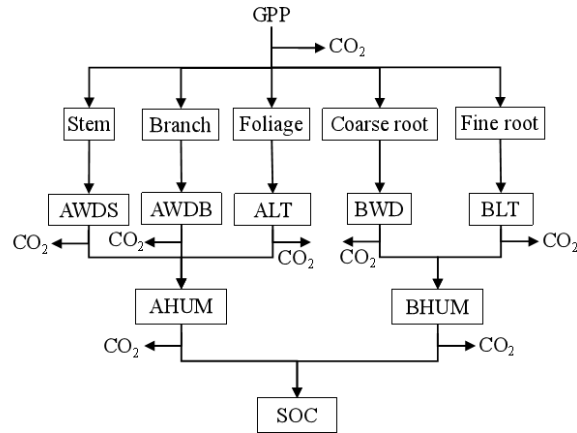 GPP
CO₂
Stem
Branch
Foliage
Coarse root
Fine root
AWDS
AWDB
ALT
BWD
BLT
CO₂
CO₂
CO₂
CO₂
CO₂
AHUM
BHUM
CO₂
CO₂
SOC